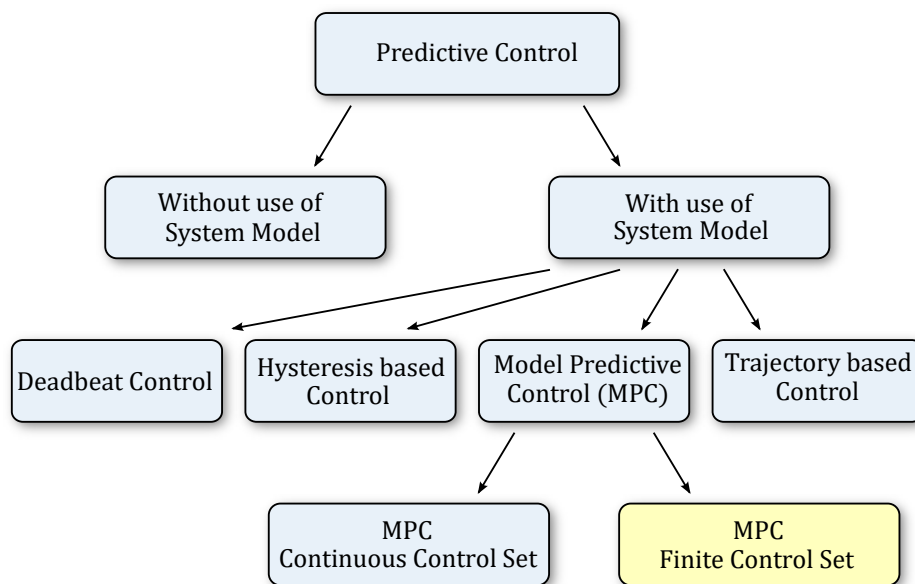 Predictive Control
Without use of
System Model
With use of
System Model
Deadbeat Control
Hysteresis based
Control
Model Predictive
Control (MPC)
Trajectory based
Control
MPC
Continuous Control Set
MPC
Finite Control Set